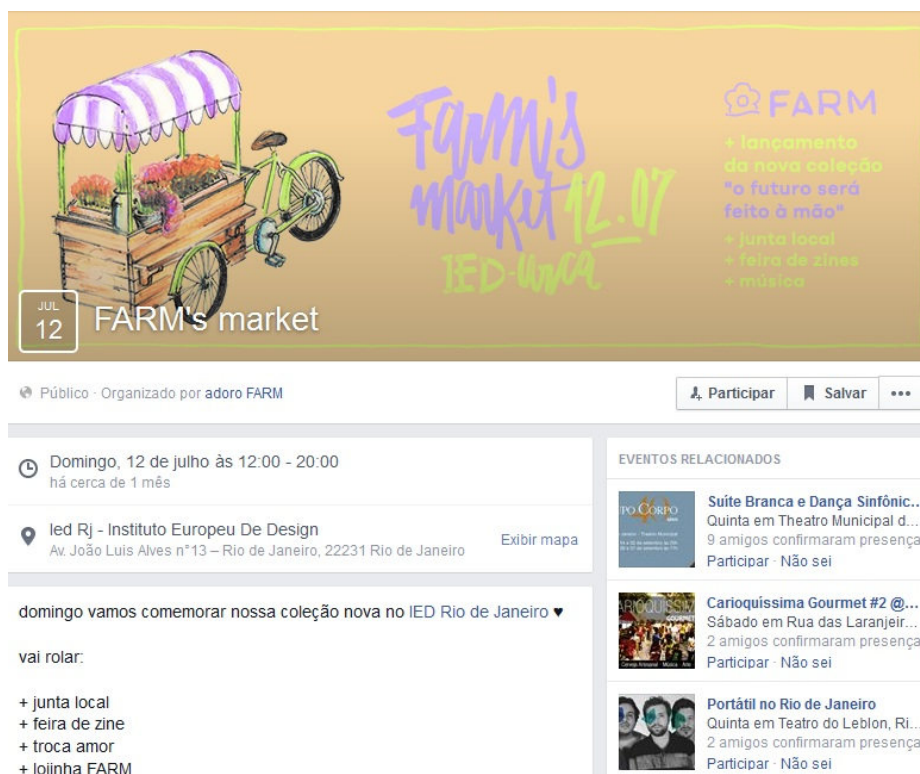 Farm's
market 12.07
IED-Urca
FARM
+ lançamento
da nova coleção
"o futuro será
feito à mão"
+ junta local
+ feira de zines
+ música
JUL
12
FARM's market
Público · Organizado por adoro FARM
Participar
Salvar
Domingo, 12 de julho às 12:00 - 20:00
há cerca de 1 mês
Ied Rj - Instituto Europeu De Design
Av. João Luis Alves n°13 – Rio de Janeiro, 22231 Rio de Janeiro
Exibir mapa
domingo vamos comemorar nossa coleção nova no IED Rio de Janeiro ♥
vai rolar:
+ junta local
+ feira de zine
+ troca amor
+ lojinha FARM
EVENTOS RELACIONADOS
PO CORPO
Suíte Branca e Dança Sinfônic...
Quinta em Theatro Municipal d...
9 amigos confirmaram presença
Participar · Não sei
Carioquíssima Gourmet #2 @...
Sábado em Rua das Laranjeir...
2 amigos confirmaram presença
Participar · Não sei
Portátil no Rio de Janeiro
Quinta em Teatro do Leblon, Ri...
2 amigos confirmaram presença
Participar · Não sei